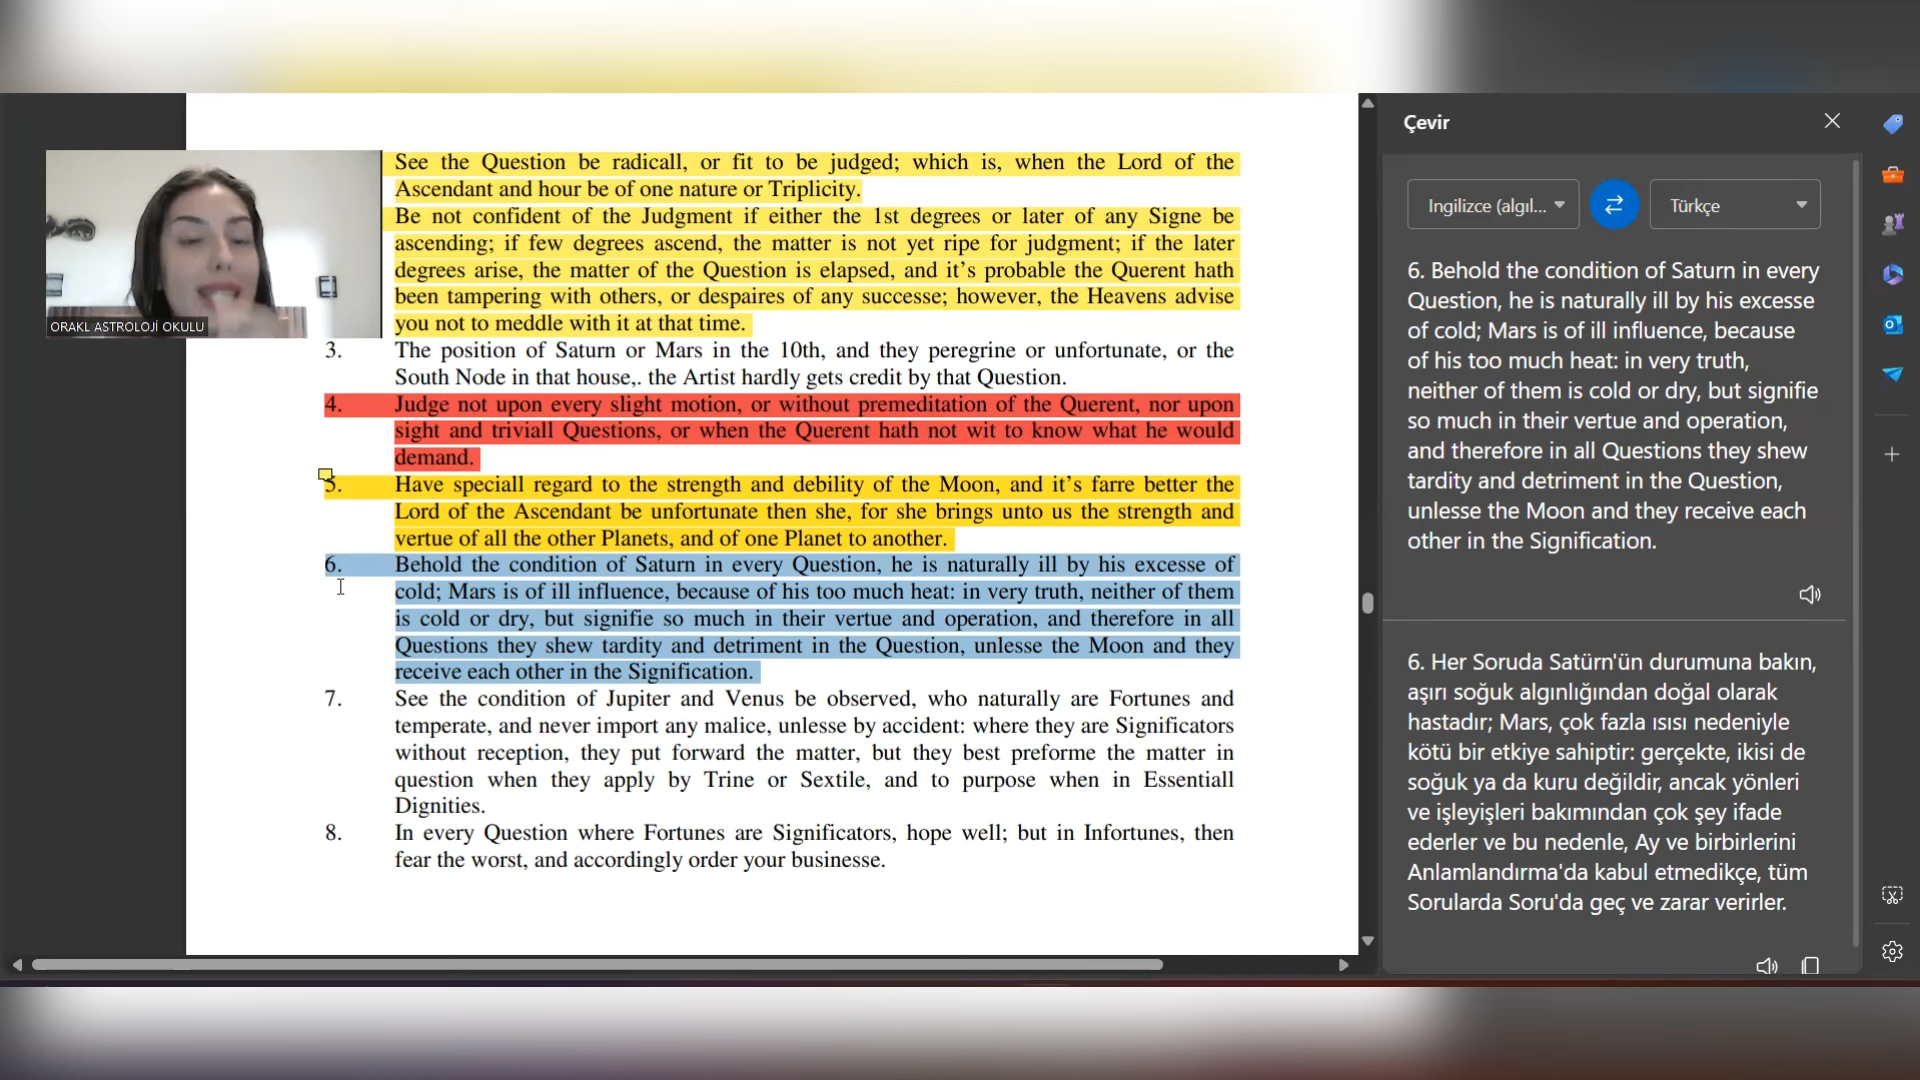 See the Question be radicall, or fit to be judged; which is, when the Lord of the
Ascendant and hour be of one nature or Triplicity.
Be not confident of the Judgment if either the 1st degrees or later of any Signe be
ascending; if few degrees ascend, the matter is not yet ripe for judgment; if the later
degrees arise, the matter of the Question is elapsed, and it's probable the Querent hath
been tampering with others, or despaires of any successe; however, the Heavens advise
you not to meddle with it at that time.
ORAKL ASTROLOJİ OKULU
3. The position of Saturn or Mars in the 10th, and they peregrine or unfortunate, or the
South Node in that house,. the Artist hardly gets credit by that Question.
4. Judge not upon every slight motion, or without premeditation of the Querent, nor upon
sight and triviall Questions, or when the Querent hath not wit to know what he would
demand.
5. Have speciall regard to the strength and debility of the Moon, and it's farre better the
Lord of the Ascendant be unfortunate then she, for she brings unto us the strength and
vertue of all the other Planets, and of one Planet to another.
6. Behold the condition of Saturn in every Question, he is naturally ill by his excesse of
cold; Mars is of ill influence, because of his too much heat: in very truth, neither of them
is cold or dry, but signifie so much in their vertue and operation, and therefore in all
Questions they shew tardity and detriment in the Question, unlesse the Moon and they
receive each other in the Signification.
7. See the condition of Jupiter and Venus be observed, who naturally are Fortunes and
temperate, and never import any malice, unlesse by accident: where they are Significators
without reception, they put forward the matter, but they best preforme the matter in
question when they apply by Trine or Sextile, and to purpose when in Essentiall
Dignities.
8. In every Question where Fortunes are Significators, hope well; but in Infortunes, then
fear the worst, and accordingly order your businesse.
Çevir
Ingilizce (algıl...
Türkçe
6. Behold the condition of Saturn in every
Question, he is naturally ill by his excesse
of cold; Mars is of ill influence, because
of his too much heat: in very truth,
neither of them is cold or dry, but signifie
so much in their vertue and operation,
and therefore in all Questions they shew
tardity and detriment in the Question,
unlesse the Moon and they receive each
other in the Signification.
6. Her Soruda Satürn'ün durumuna bakın,
aşırı soğuk algınlığından doğal olarak
hastadır; Mars, çok fazla ısısı nedeniyle
kötü bir etkiye sahiptir: gerçekte, ikisi de
soğuk ya da kuru değildir, ancak yönleri
ve işleyişleri bakımından çok şey ifade
ederler ve bu nedenle, Ay ve birbirlerini
Anlamlandırma'da kabul etmedikçe, tüm
Sorularda Soru'da geç ve zarar verirler.